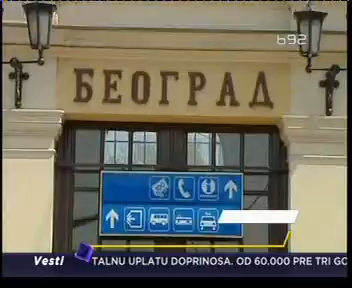 B92
БЕОГРАД
Vesti TALNU UPLATU DOPRINOSA. OD 60.000 PRE TRI GO